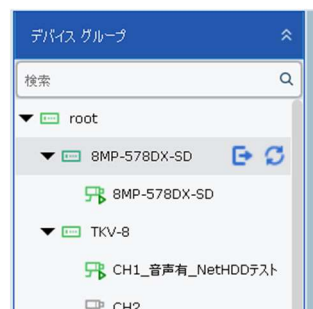 デバイス グループ
検索
root
8MP-578DX-SD
8MP-578DX-SD
TKV-8
CH1_音声有_NetHDDテスト
CH2